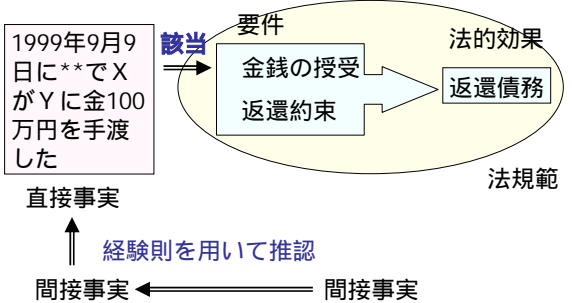 1999年9月9
日に**でX
がYに金100
万円を手渡
した
該当
要件
金銭の授受
返還約束
法的効果
返還債務
法規範
直接事実
経験則を用いて推認
間接事実
間接事実